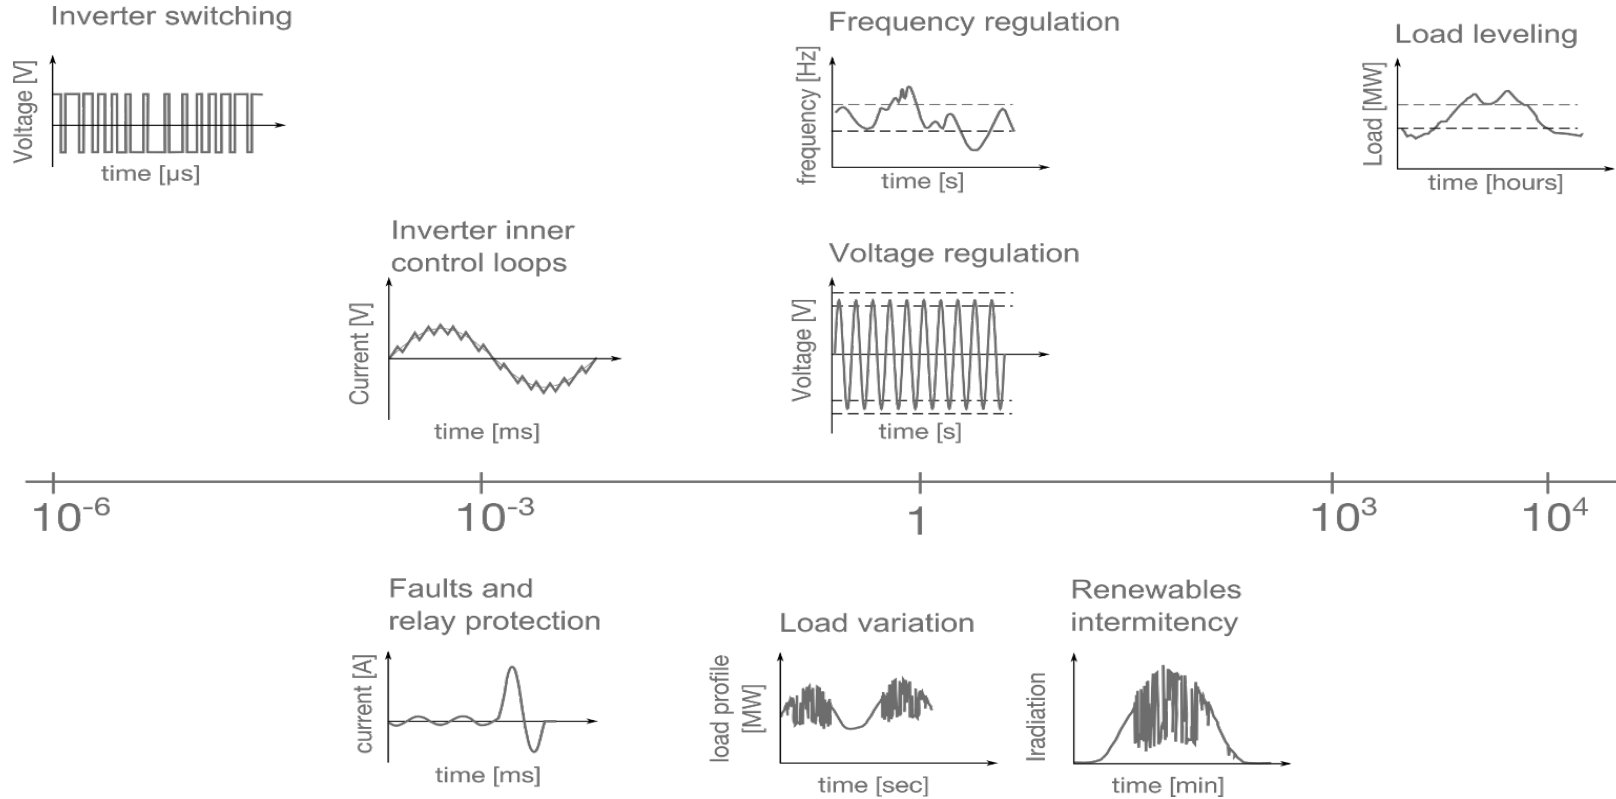 Inverter switching
Voltage [V]
time [µs]
Frequency regulation
frequency [Hz]
time [s]
Load leveling
Load [MW]
time [hours]
Inverter inner
control loops
Current [V]
time [ms]
Voltage regulation
Voltage [V]
time [s]
10-6
10-3
1
103
104
Faults and
relay protection
current [A]
time [ms]
Load variation
load profile
[MW]
time [sec]
Renewables
intermitency
Iradiation
time [min]